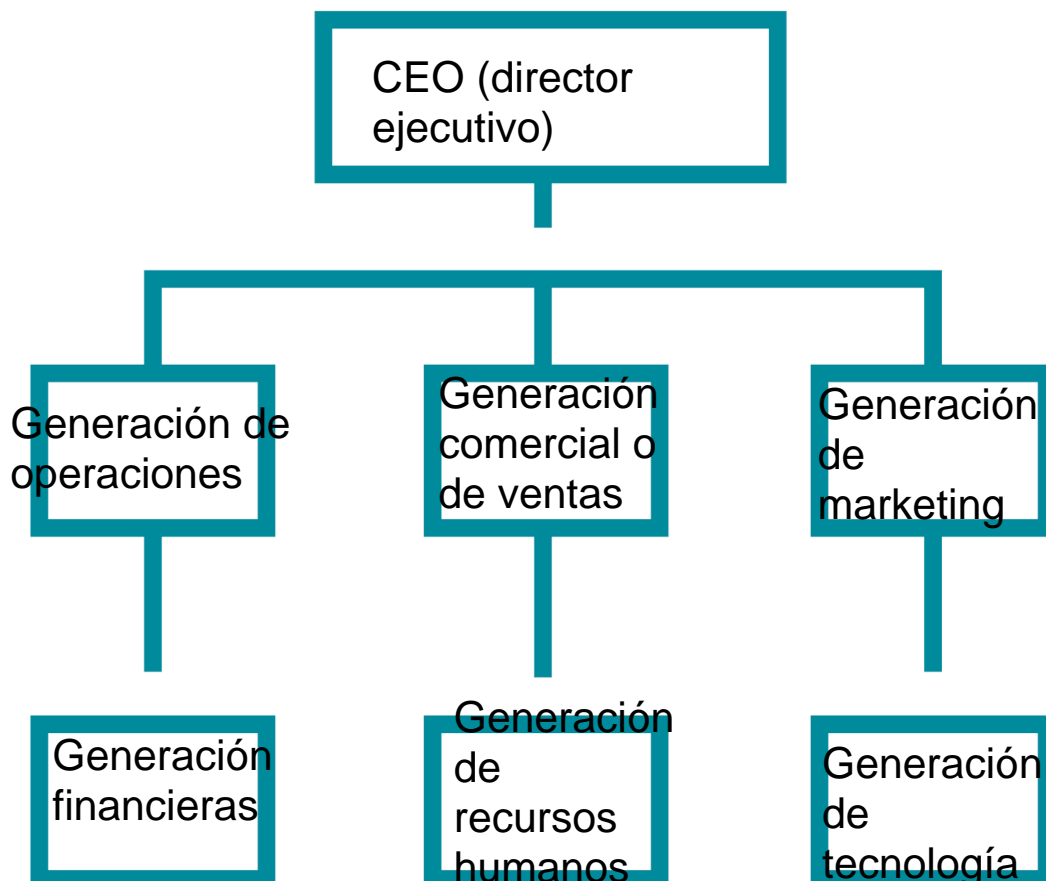 CEO (director
ejecutivo)
Generación de
operaciones
Generación
comercial o
de ventas
Generación
de
marketing
Generación
financieras
Generación
de
recursos
humanos
Generación
de
tecnología